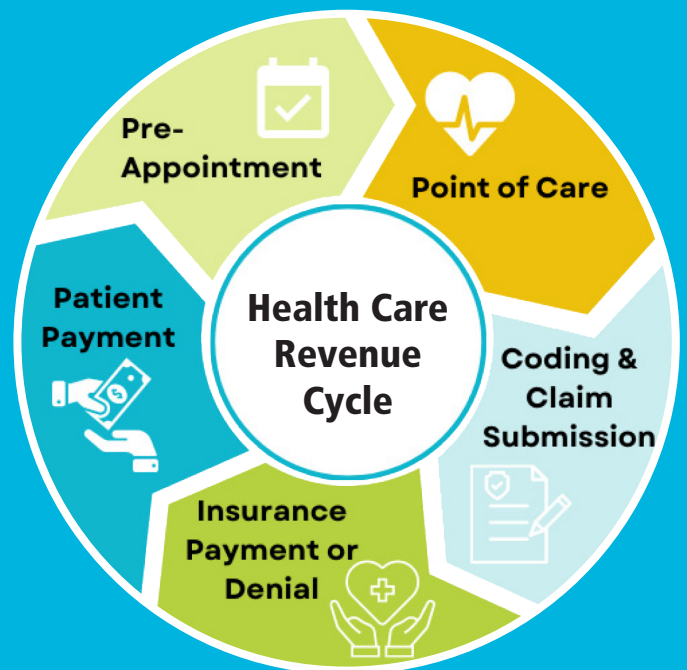 Pre-
Appointment
Point of Care
Patient
Payment
Health Care
Revenue
Cycle
Coding &
Claim
Submission
Insurance
Payment or
Denial
$